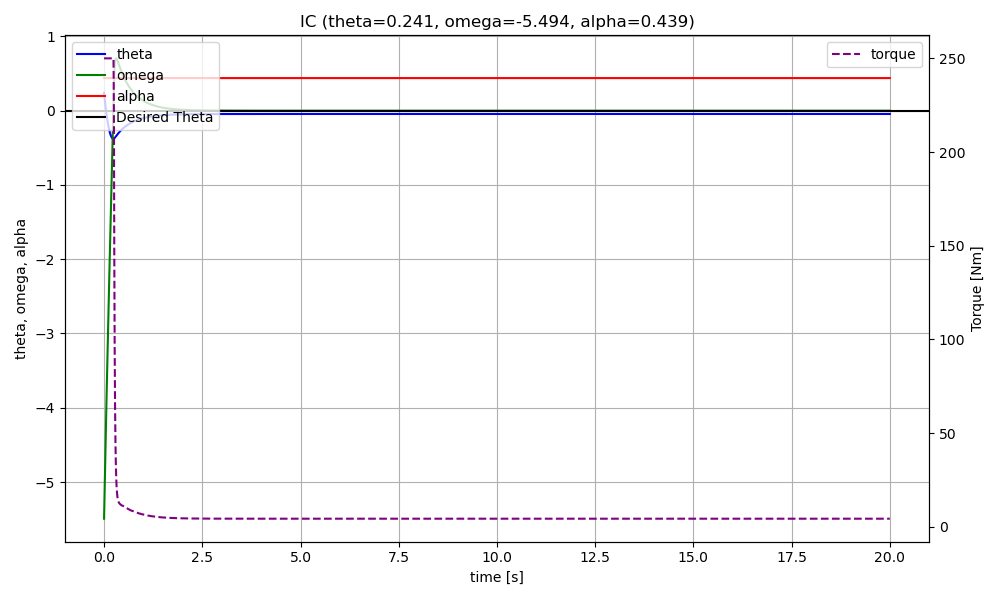 IC (theta=0.241, omega=-5.494, alpha=0.439)
theta
omega
alpha
Desired Theta
torque
1
0
−1
−2
−3
−4
−5
theta, omega, alpha
250
200
150
100
50
0
Torque [Nm]
0.0 2.5 5.0 7.5 10.0 12.5 15.0 17.5 20.0
time [s]